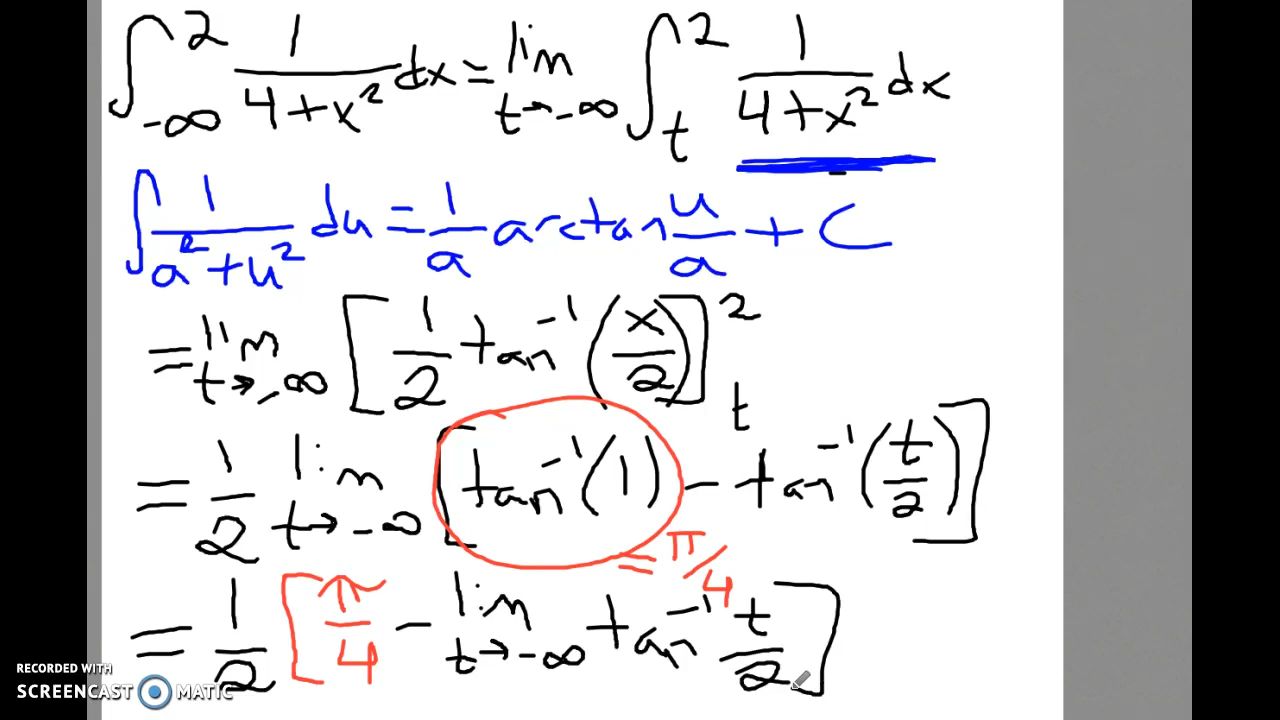 ∫_{-∞}^{2} 1/(4+x²) dx = lim_{t→-∞} ∫_{t}^{2} 1/(4+x²) dx
∫ 1/(a²+u²) du = 1/a arctan u/a + C
= lim_{t→-∞} [1/2 tan⁻¹(x/2)]_{t}^{2}
= 1/2 lim_{t→-∞} [tan⁻¹(1) - tan⁻¹(t/2)]
= π/4
= 1/2 [π/4 - lim_{t→-∞} tan⁻¹ t/2]
RECORDED WITH
SCREENCAST MATIC